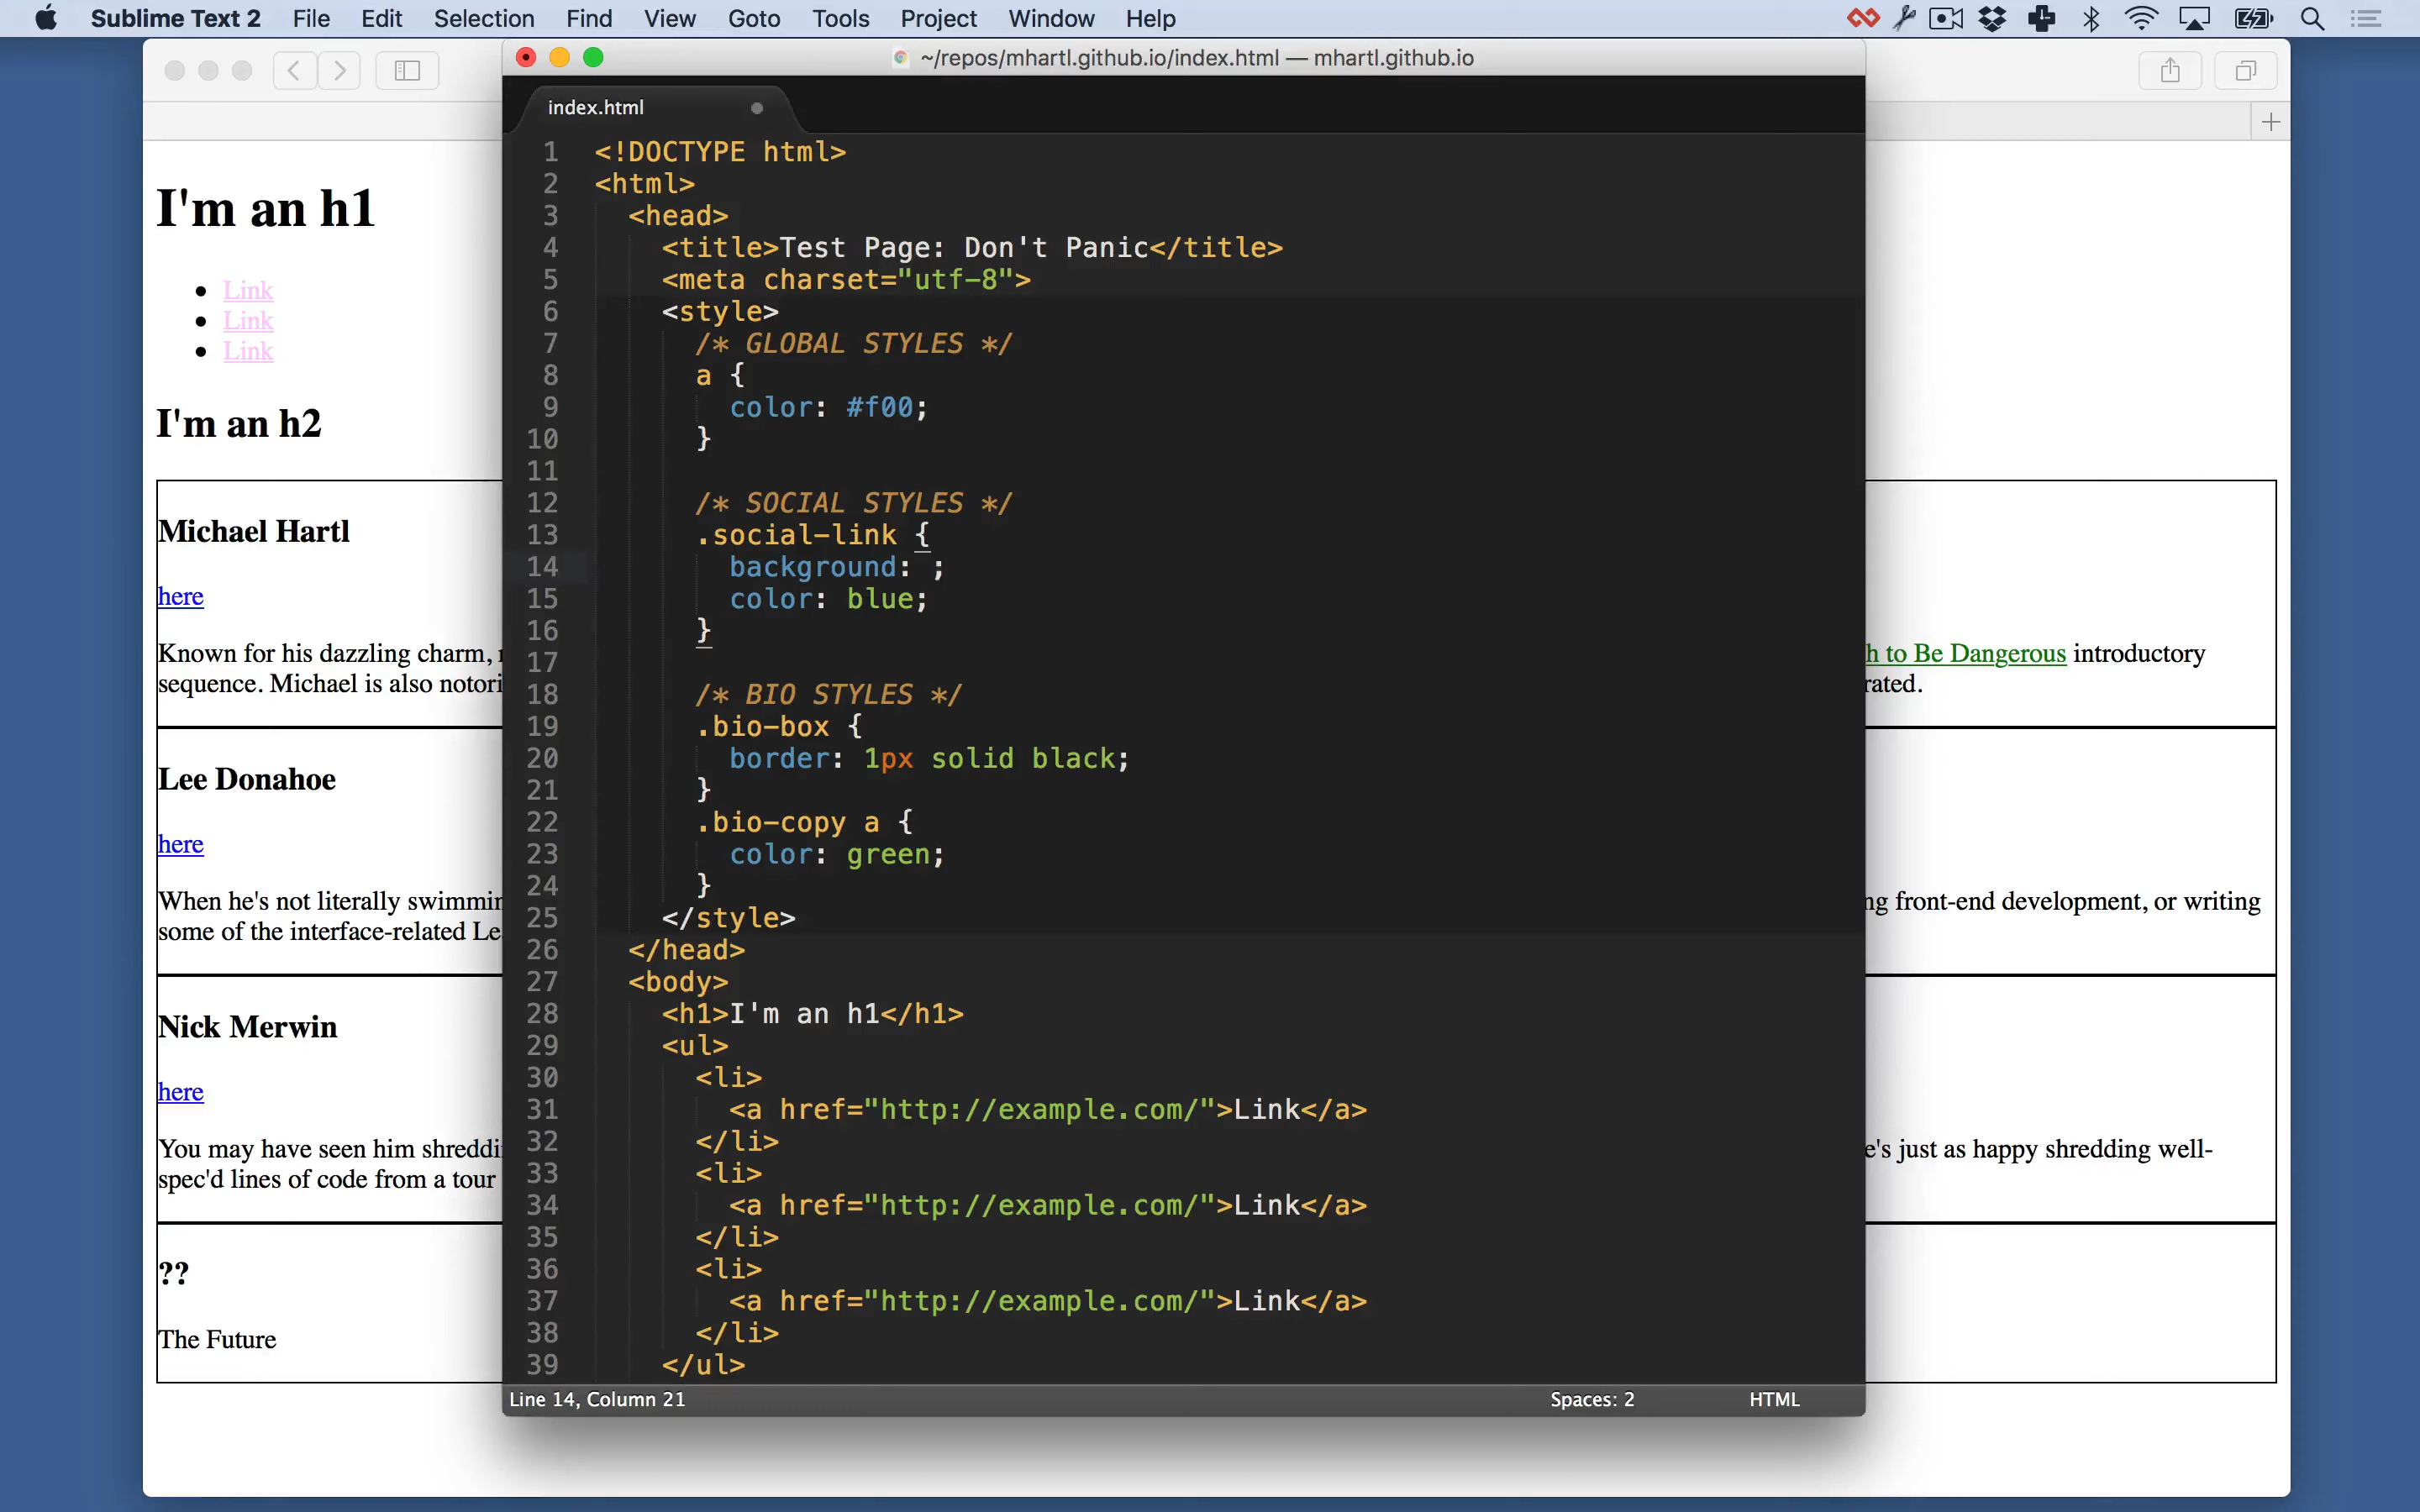 Sublime Text 2 File Edit Selection Find View Goto Tools Project Window Help
~/repos/mhartl.github.io/index.html — mhartl.github.io
index.html
1 <!DOCTYPE html>
2 <html>
3 <head>
4 <title>Test Page: Don't Panic</title>
5 <meta charset="utf-8">
6 <style>
7 /* GLOBAL STYLES */
8 a {
9 color: #f00;
10 }
11
12 /* SOCIAL STYLES */
13 .social-link {
14 background: ;
15 color: blue;
16 }
17
18 /* BIO STYLES */
19 .bio-box {
20 border: 1px solid black;
21 }
22 .bio-copy a {
23 color: green;
24 }
25 </style>
26 </head>
27 <body>
28 <h1>I'm an h1</h1>
29 <ul>
30 <li>
31 <a href="http://example.com/">Link</a>
32 </li>
33 <li>
34 <a href="http://example.com/">Link</a>
35 </li>
36 <li>
37 <a href="http://example.com/">Link</a>
38 </li>
39 </ul>
Line 14, Column 21 Spaces: 2 HTML
I'm an h1
Link
Link
Link
I'm an h2
Michael Hartl
here
Known for his dazzling charm, h to Be Dangerous introductory
sequence. Michael is also notori rated.
Lee Donahoe
here
When he's not literally swimmin ng front-end development, or writing
some of the interface-related Le
Nick Merwin
here
You may have seen him shreddi e's just as happy shredding well-
spec'd lines of code from a tour
??
The Future